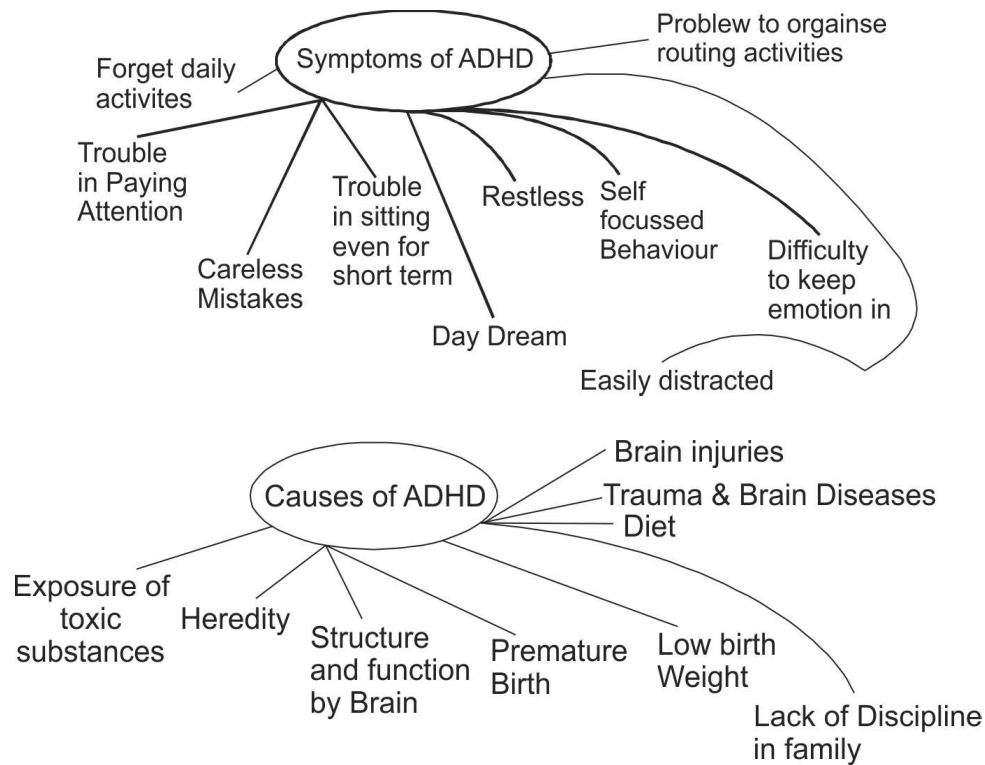 Symptoms of ADHD
Problew to orgainse
routing activities
Forget daily
activites
Trouble
in Paying
Attention
Careless
Mistakes
Trouble
in sitting
even for
short term
Day Dream
Restless
Self
focussed
Behaviour
Difficulty
to keep
emotion in
Easily distracted
Causes of ADHD
Brain injuries
Trauma & Brain Diseases
Diet
Exposure of
toxic
substances
Heredity
Structure
and function
by Brain
Premature
Birth
Low birth
Weight
Lack of Discipline
in family